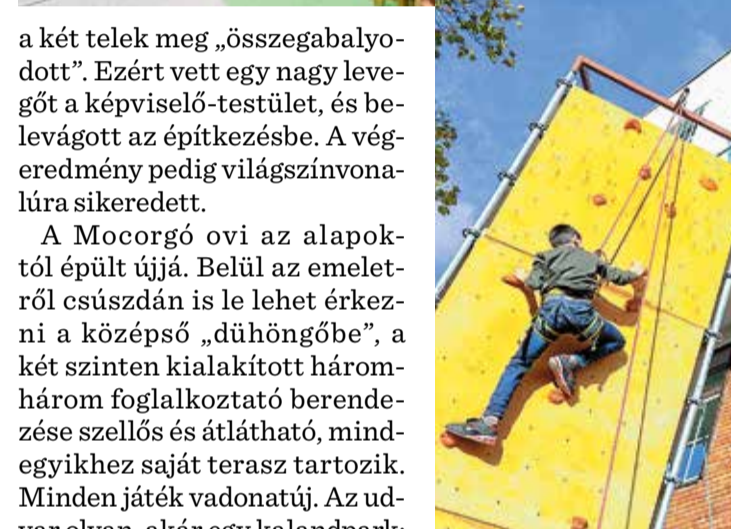 a két telek meg „összegabalyo-
dott”. Ezért vett egy nagy leve-
gőt a képviselő-testület, és be-
levágott az építkezésbe. A vég-
eredmény pedig világszínvona-
lúra sikeredett.
A Mocorgó ovi az alapok-
tól épült újjá. Belül az emelet-
ről csúszdán is le lehet érkez-
ni a középső „dühöngőbe”, a
két szinten kialakított három-
három foglalkoztató berende-
zése szellős és átlátható, mind-
egyikhez saját terasz tartozik.
Minden játék vadonatúj. Az ud-